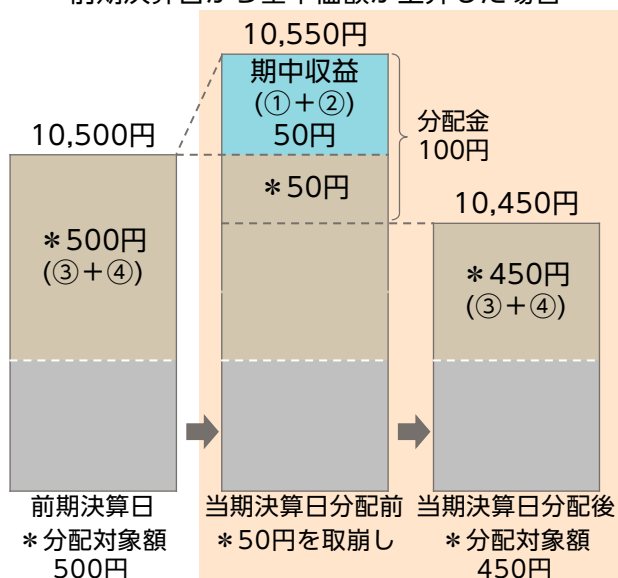 10,550円
期中収益
(①+②)
50円
分配金
100円
10,500円
*50円
10,450円
*500円
(③+④)
*450円
(③+④)
前期決算日
当期決算日分配前
当期決算日分配後
*分配対象額
500円
*50円を取崩し
*分配対象額
450円